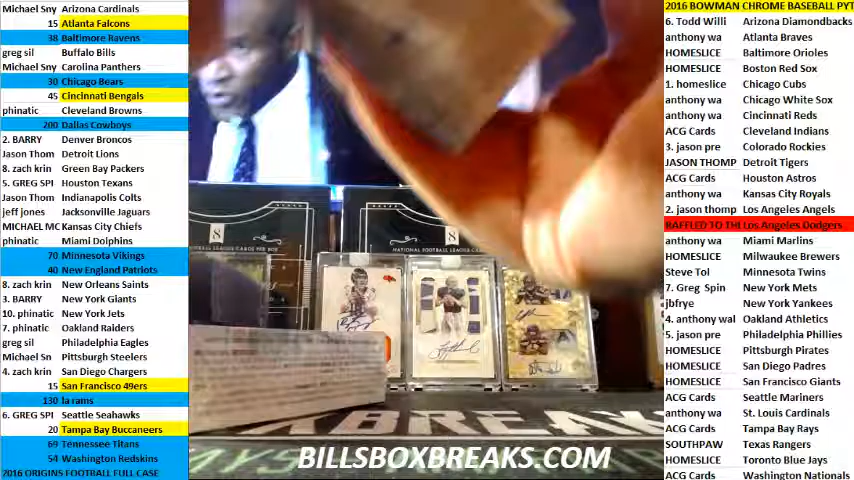 Michael Sny Arizona Cardinals
15 Atlanta Falcons
38 Baltimore Ravens
greg sil Buffalo Bills
Michael Sny Carolina Panthers
30 Chicago Bears
45 Cincinnati Bengals
phinatic Cleveland Browns
200 Dallas Cowboys
2. BARRY Denver Broncos
Jason Thom Detroit Lions
8. zach krin Green Bay Packers
5. GREG SPI Houston Texans
Jason Thom Indianapolis Colts
jeff jones Jacksonville Jaguars
MICHAEL MC Kansas City Chiefs
phinatic Miami Dolphins
70 Minnesota Vikings
40 New England Patriots
8. zach krin New Orleans Saints
3. BARRY New York Giants
10. phinatic New York Jets
7. phinatic Oakland Raiders
greg sil Philadelphia Eagles
Michael Sn Pittsburgh Steelers
4. zach krin San Diego Chargers
15 San Francisco 49ers
130 la rams
6. GREG SPI Seattle Seahawks
20 Tampa Bay Buccaneers
69 Tennessee Titans
54 Washington Redskins
2016 ORIGINS FOOTBALL FULL CASE
8
8
NATIONAL FOOTBALL LEAGUE CARDS
KBREAK
BILLSBOXBREAKS.COM
2016 BOWMAN CHROME BASEBALL PYT
6. Todd Willi Arizona Diamondbacks
anthony wa Atlanta Braves
HOMESLICE Baltimore Orioles
HOMESLICE Boston Red Sox
1. homeslice Chicago Cubs
anthony wa Chicago White Sox
anthony wa Cincinnati Reds
ACG Cards Cleveland Indians
3. jason pre Colorado Rockies
JASON THOMP Detroit Tigers
ACG Cards Houston Astros
anthony wa Kansas City Royals
2. jason thomp Los Angeles Angels
RAFFLED TO THE Los Angeles Dodgers
anthony wa Miami Marlins
HOMESLICE Milwaukee Brewers
Steve Tol Minnesota Twins
7. Greg Spin New York Mets
jbfrye New York Yankees
4. anthony wal Oakland Athletics
5. jason pre Philadelphia Phillies
HOMESLICE Pittsburgh Pirates
HOMESLICE San Diego Padres
HOMESLICE San Francisco Giants
ACG Cards Seattle Mariners
anthony wa St. Louis Cardinals
ACG Cards Tampa Bay Rays
SOUTHPAW Texas Rangers
HOMESLICE Toronto Blue Jays
ACG Cards Washington Nationals